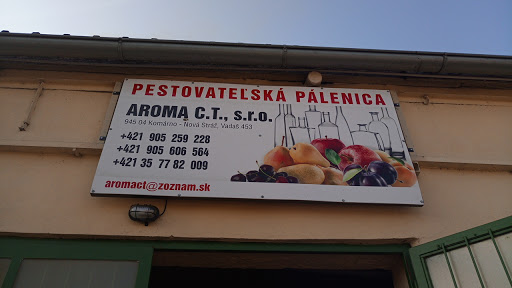 PESTOVATEĽSKÁ PÁLENICA
AROMA C.T., s.r.o.
945 04 Komárno - Nová Stráž, Vadaš 453
+421 905 259 228
+421 905 606 564
+421 35 77 82 009
aromact@zoznam.sk